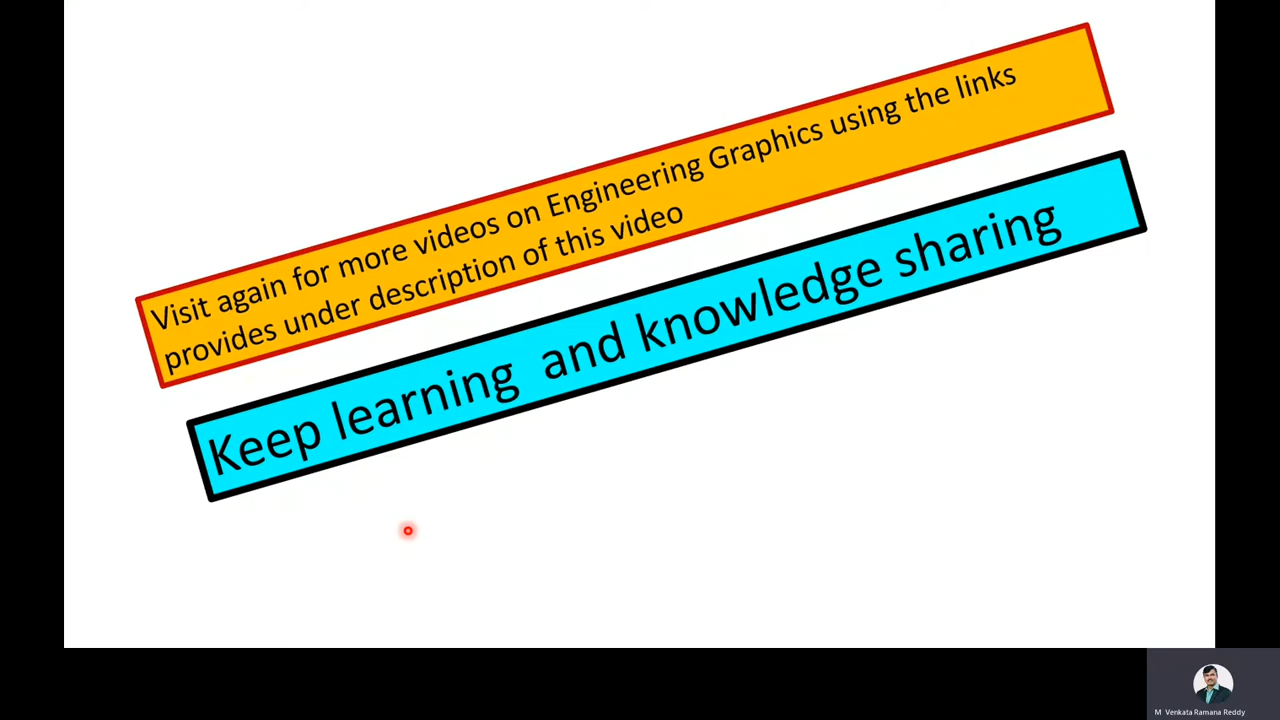 Visit again for more videos on Engineering Graphics using the links
provides under description of this video
Keep learning  and knowledge sharing
M Venkata Ramana Reddy